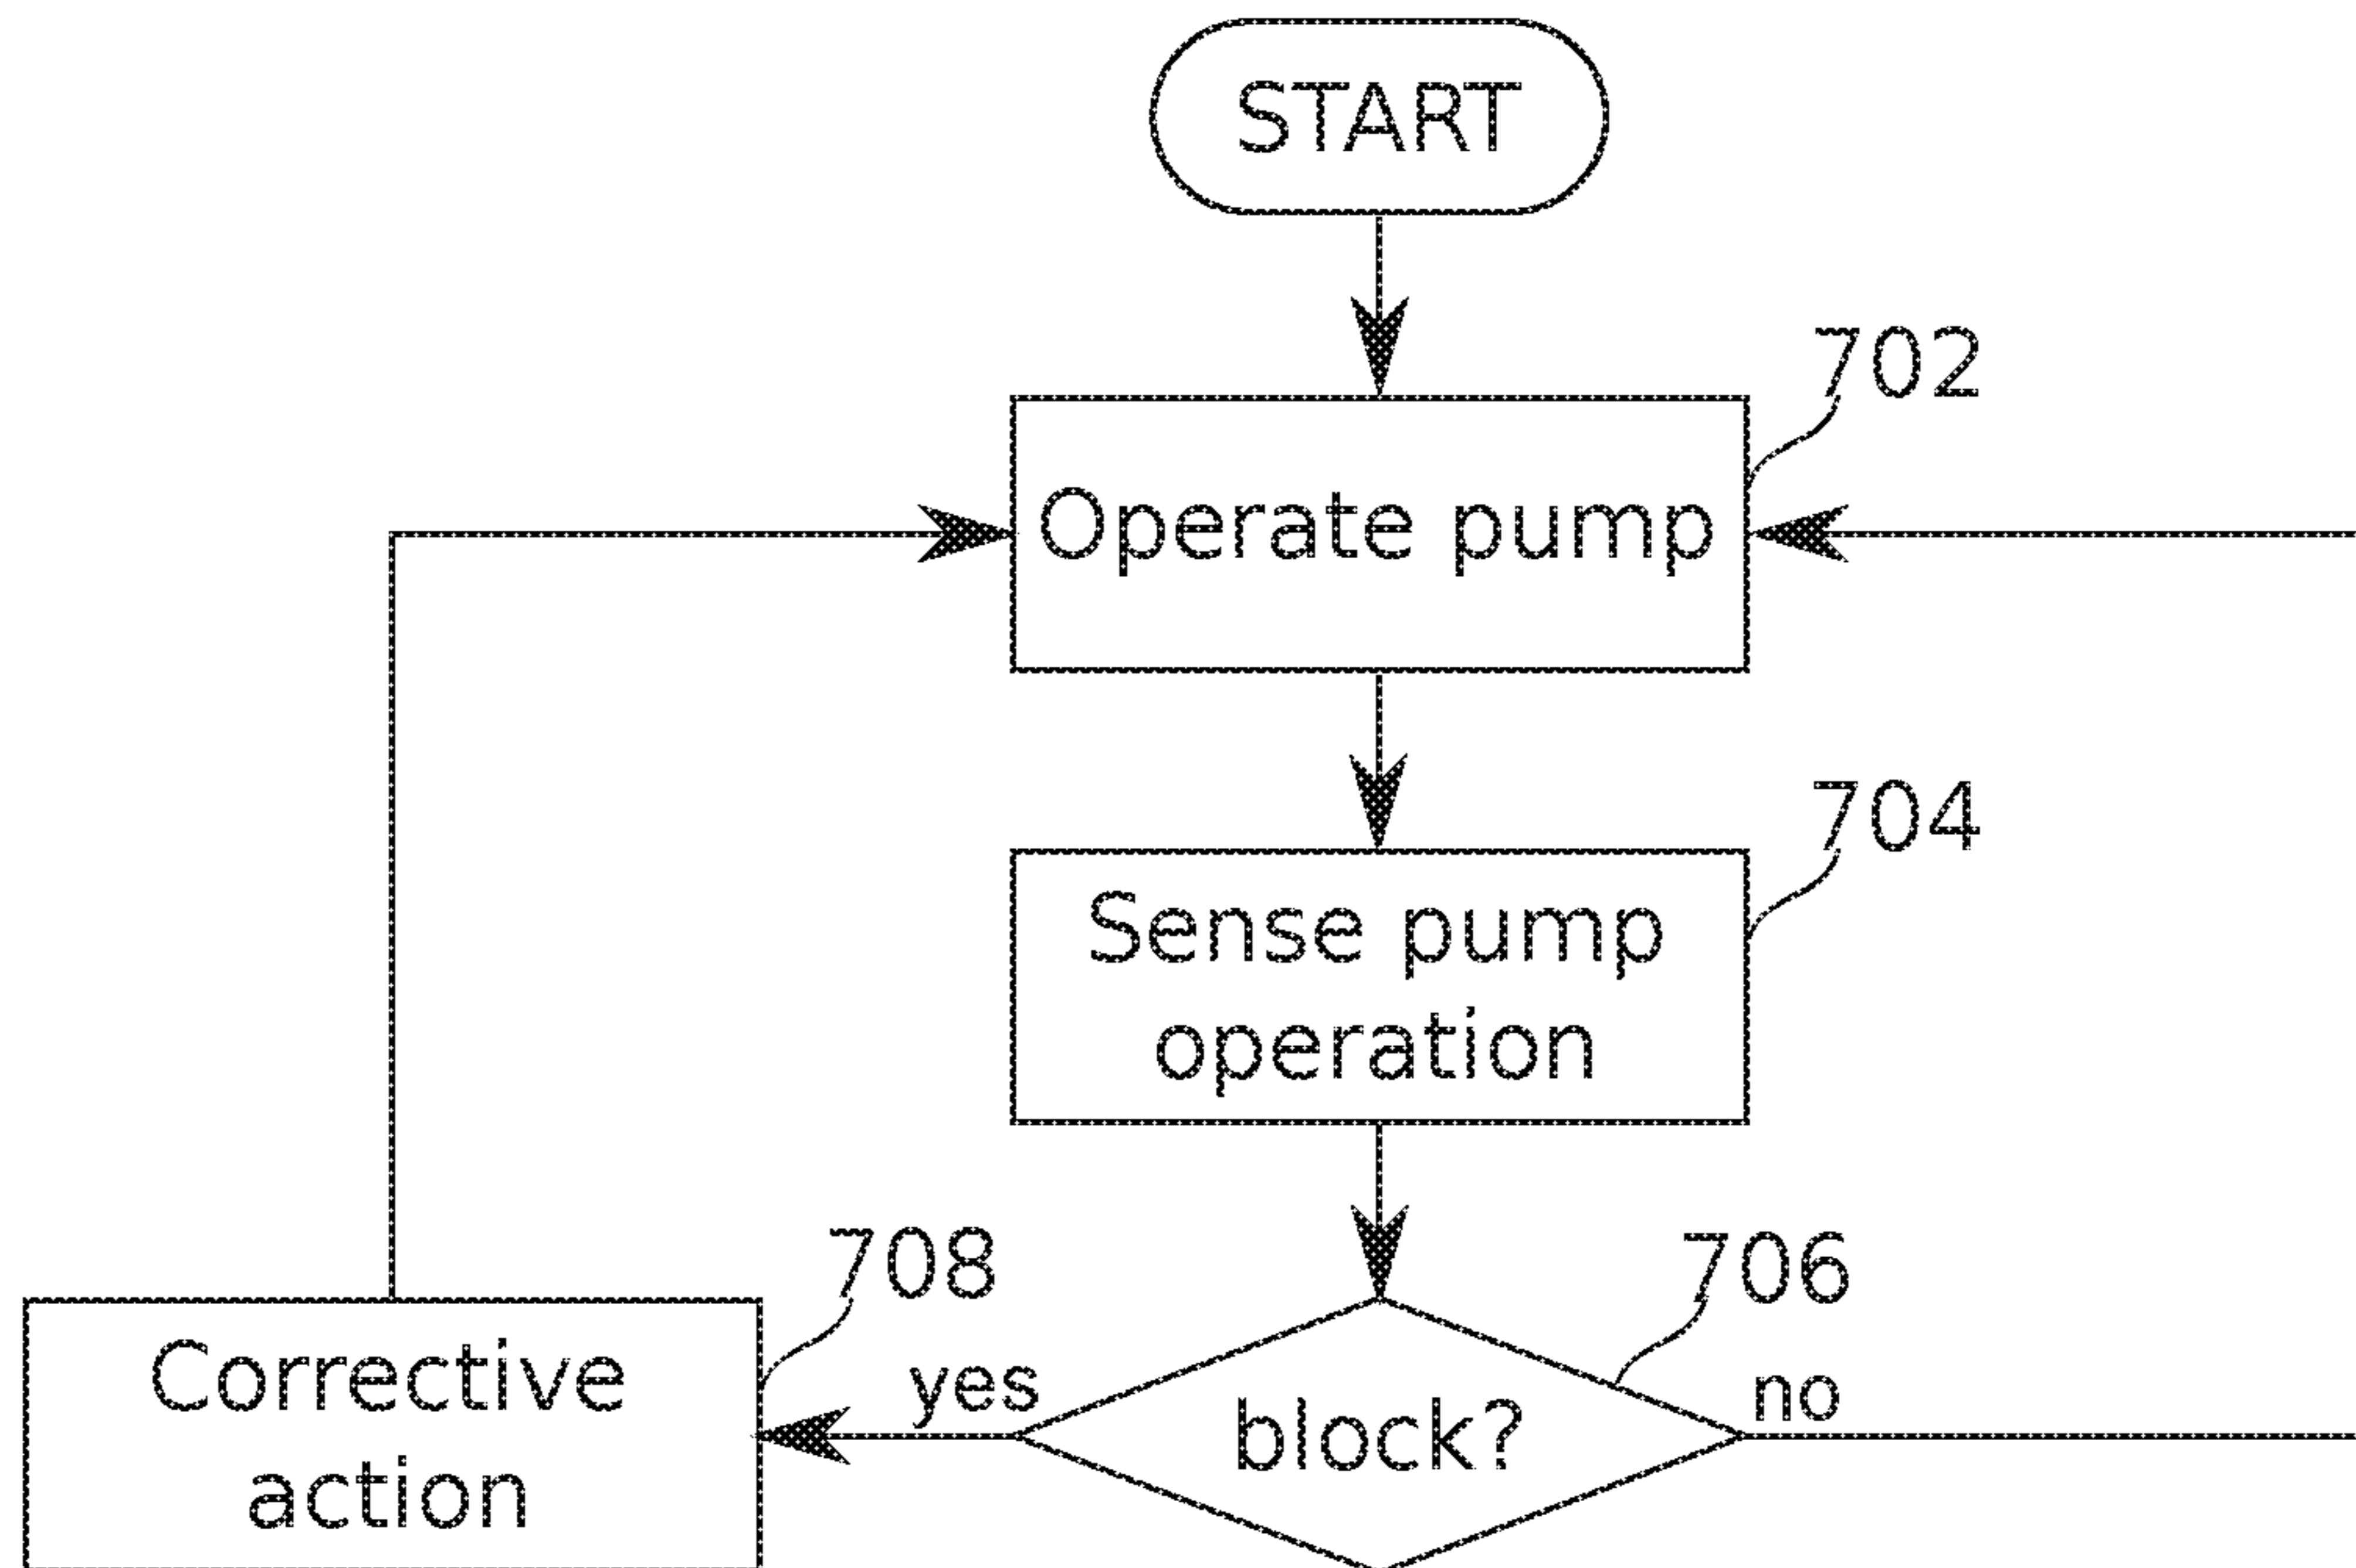 START
702
Operate pump
704
Sense pump
operation
708
706
yes
no
block?
Corrective
action